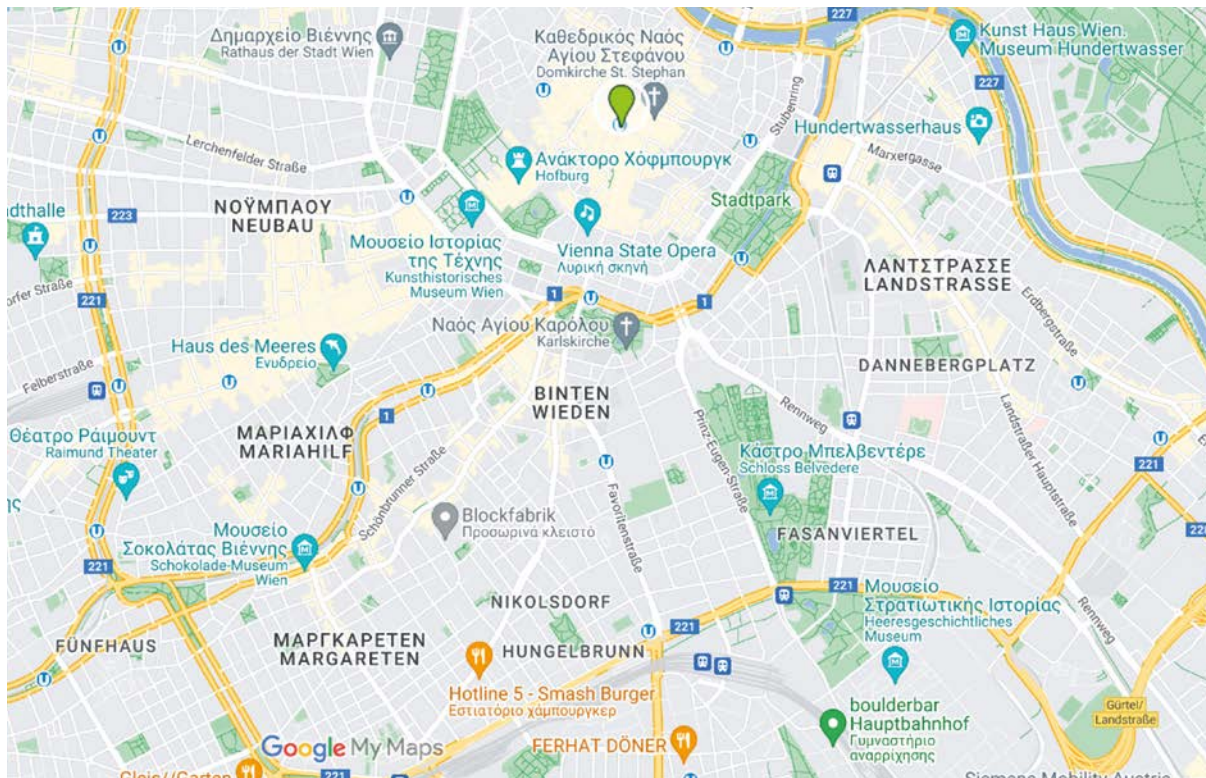 227
Δημαρχείο Βιέννης
Rathaus der Stadt Wien
Καθεδρικός Ναός
Αγίου Στεφάνου
Domkirche St. Stephan
Kunst Haus Wien.
Museum Hundertwasser
227
Stubenring
Hundertwasserhaus
Marxergasse
Lerchenfelder Straße
Ανάκτορο Χόφμπουργκ
Hofburg
Stadtpark
223
ΝΟΫΜΠΑΟΥ
NEUBAU
dthalle
Μουσείο Ιστορίας
της Τέχνης
Kunsthistorisches
Museum Wien
Vienna State Opera
Λυρική σκηνή
ΛΑΝΤΣΤΡΑΣΣΕ
LANDSTRASSE
Erdbergstraße
orfer Straße
221
1
1
Ναός Αγίου Καρόλου
Karlskirche
Haus des Meeres
Ενυδρείο
Felberstraße
DANNEBERGPLATZ
ΒΙΝΤΕΝ
WIEDEN
1
Rennweg
Prinz-Eugen-Straße
Landstraßer Hauptstraße
Θέατρο Ράιμουντ
Raimund Theater
ΜΑΡΙΑΧΙΛΦ
MARIAHILF
Schönbrunner Straße
Favoritenstraße
Κάστρο Μπελβεντέρε
Schloss Belvedere
221
ης
Blockfabrik
Προσωρινά κλειστό
Μουσείο
Σοκολάτας Βιέννης
Schokolade-Museum
Wien
FASANVIERTEL
221
221
Μουσείο
Στρατιωτικής Ιστορίας
Heeresgeschichtliches
Museum
Rennweg
NIKOLSDORF
221
FÜNFHAUS
ΜΑΡΓΚΑΡΕΤΕΝ
MARGARETEN
HUNGELBRUNN
Hotline 5 - Smash Burger
Εστιατόριο χάμπουργκερ
boulderbar
Hauptbahnhof
Γυμναστήριο
αναρρίχησης
Gürtel/
Landstraße
Google My Maps
FERHAT DÖNER
221